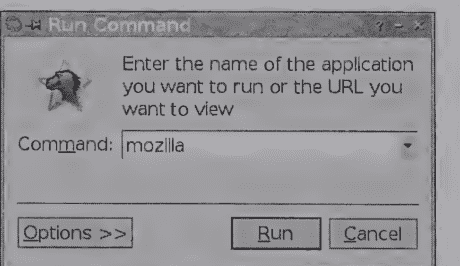 Run Command
Enter the name of the application
you want to run or the URL you
want to view
Command: mozilla
Options >>
Run
Cancel